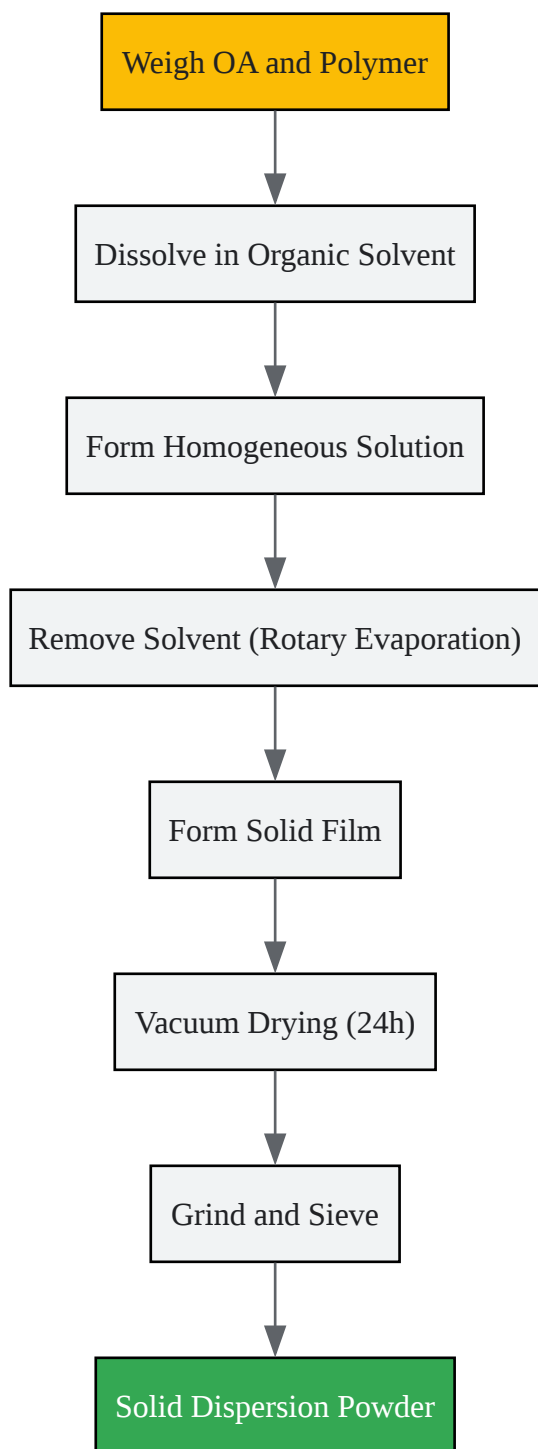 Weigh OA and Polymer
Dissolve in Organic Solvent
Form Homogeneous Solution
Remove Solvent (Rotary Evaporation)
Form Solid Film
Vacuum Drying (24h)
Grind and Sieve
Solid Dispersion Powder